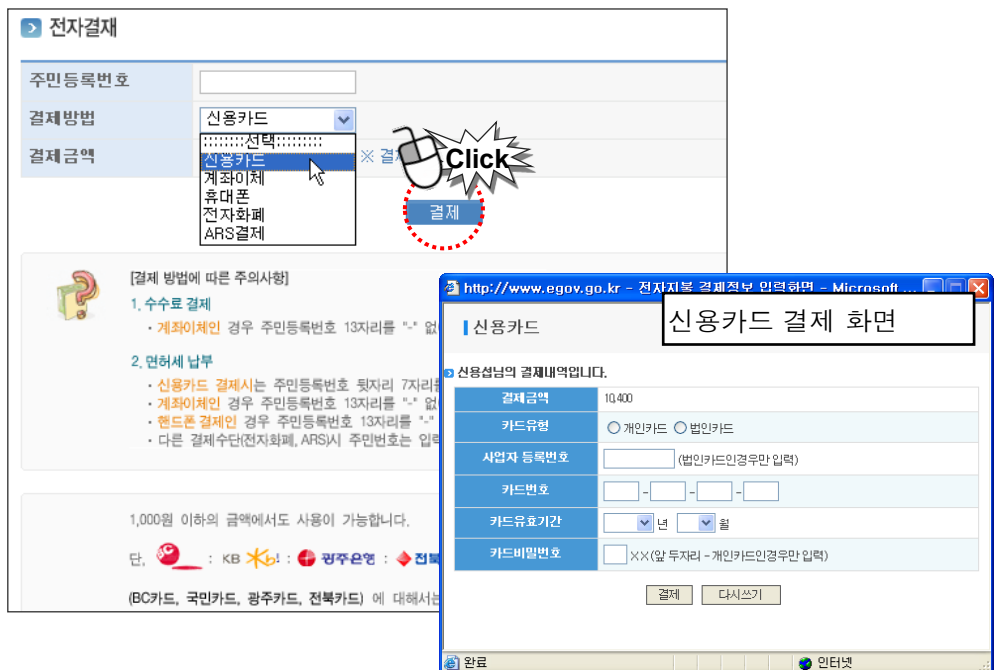 전자결재
주민등록번호
결제방법
신용카드
결제금액
::::::::선택:::::::::
신용카드
계좌이체
휴대폰
전자화폐
ARS결제
※
Click
결제
[결제 방법에 따른 주의사항]
1. 수수료 결제
· 계좌이체인 경우 주민등록번호 13자리를 "-"
2. 면허세 납부
· 신용카드 결제시는 주민등록번호 뒷자리 7자리를
· 계좌이체인 경우 주민등록번호 13자리를 "-"
· 핸드폰 결제인 경우 주민등록번호 13자리를 "-"
· 다른 결제수단(전자화폐, ARS)시 주민번호는
1,000원 이하의 금액에서도 사용이 가능합니다.
단, : KB Kb! : 광주은행 : 전북
(BC카드, 국민카드, 광주카드, 전북카드) 에 대해서는
http://www.egov.go.kr - 전자지불 결제정보 입력화면 - Microsoft ...
신용카드 결제 화면
신용카드
신용섭님의 결제내역입니다.
결제금액 10,400
카드유형 개인카드 법인카드
사업자 등록번호 (법인카드인경우만 입력)
카드번호 - - -
카드유효기간 년 월
카드비밀번호 XX(앞 두자리 - 개인카드인경우만 입력)
결제 다시쓰기
완료 인터넷